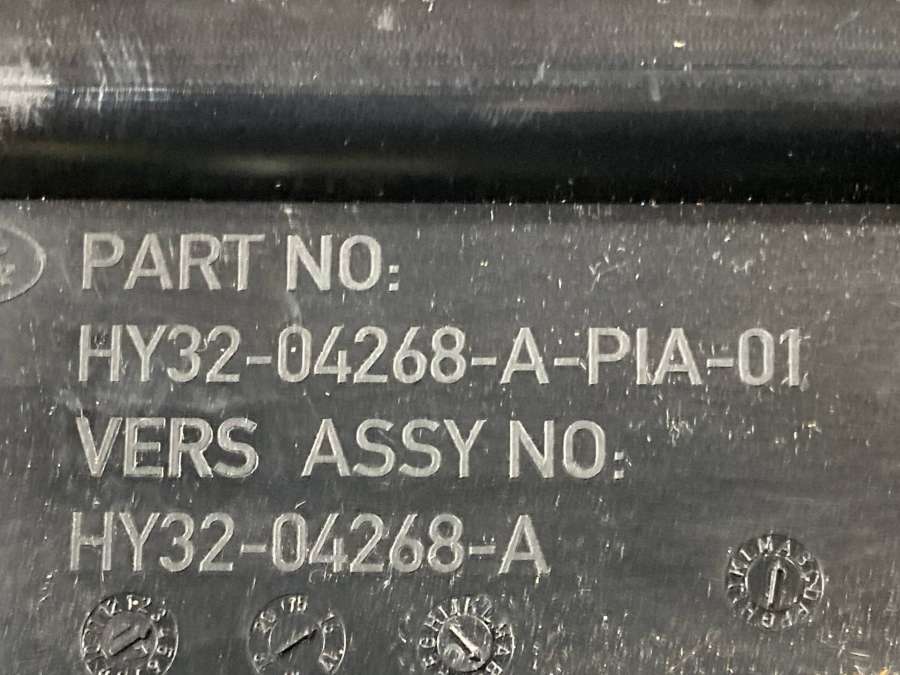 PART NO:
HY32-04268-A-PIA-01
VERS ASSY NO:
HY32-04268-A